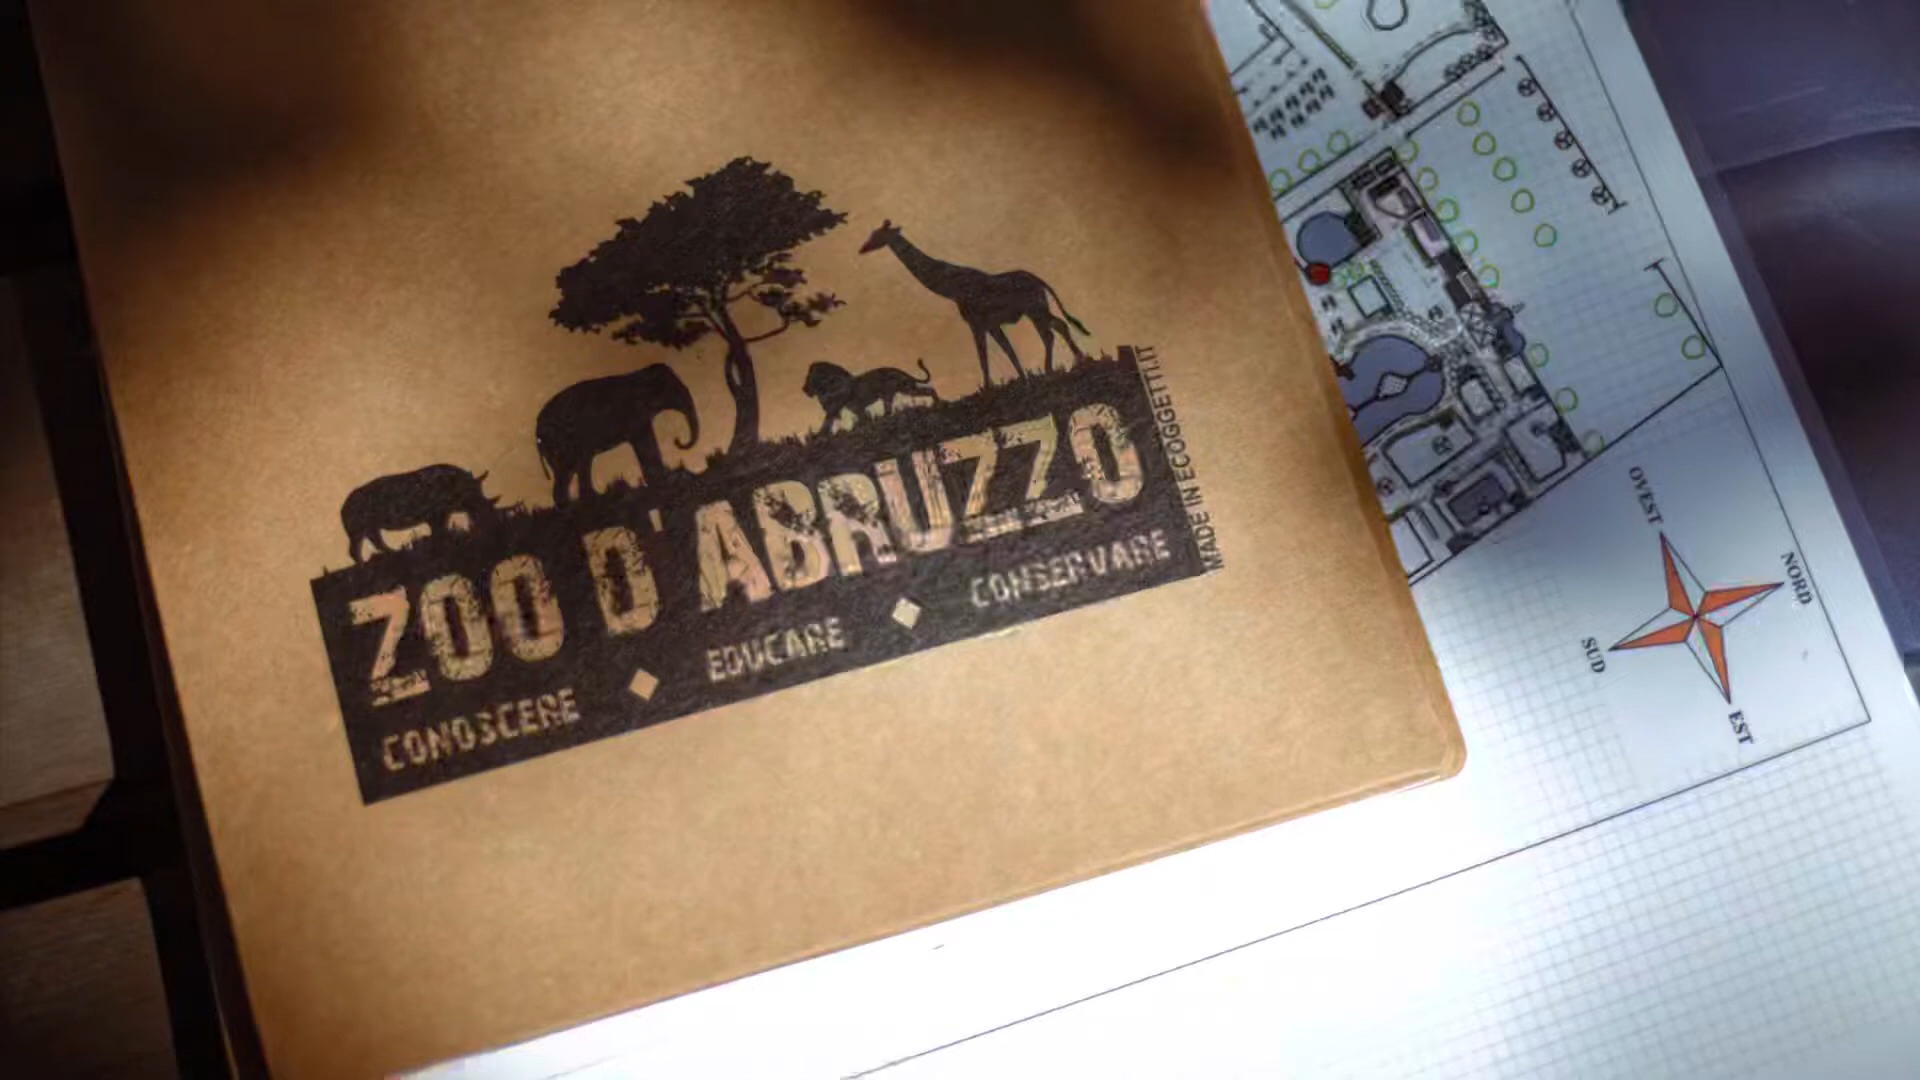 ZOO D'ABRUZZO
CONOSCERE ◆ EDUCARE ◆ CONSERVARE
MADE IN ECOGGETTI.IT
OVEST
NORD
SUD
EST